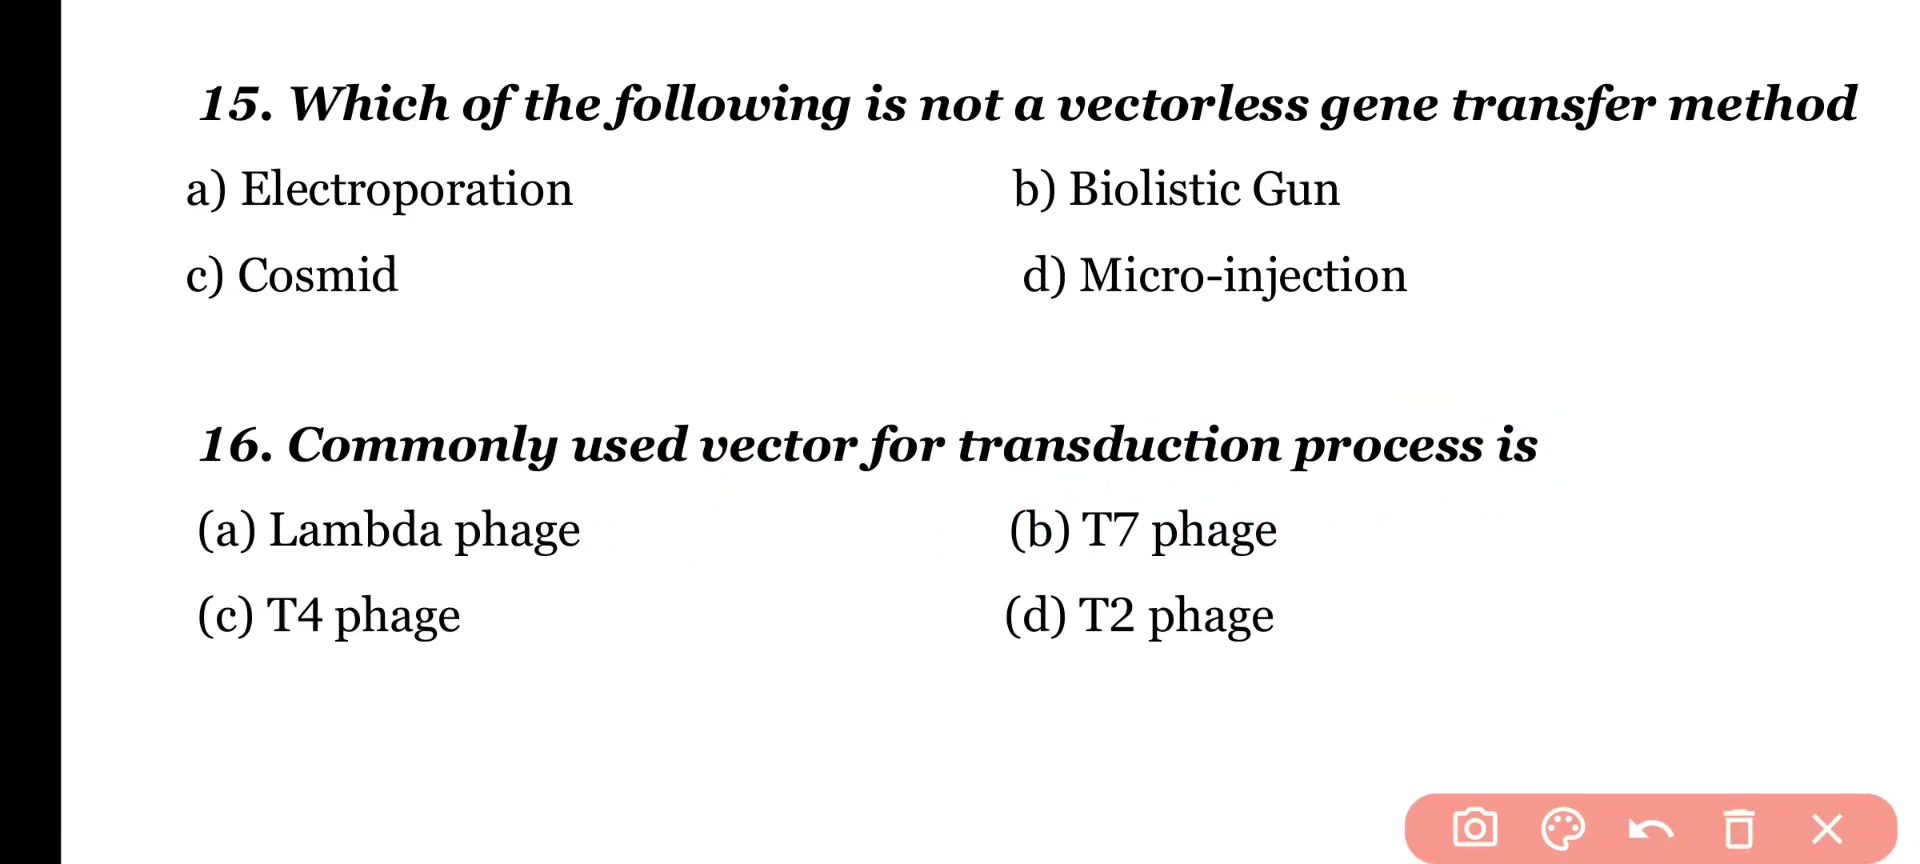 15. Which of the following is not a vectorless gene transfer method
a) Electroporation b) Biolistic Gun
c) Cosmid d) Micro-injection
16. Commonly used vector for transduction process is
(a) Lambda phage (b) T7 phage
(c) T4 phage (d) T2 phage